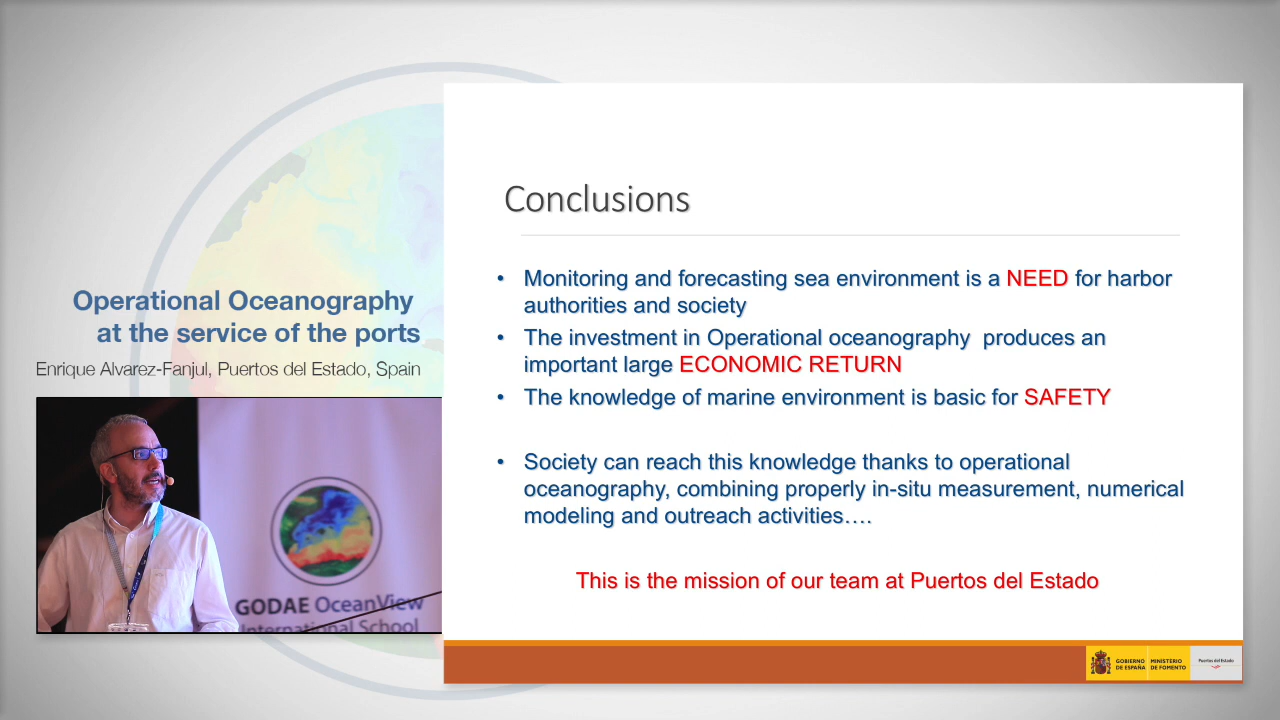 Operational Oceanography
at the service of the ports
Enrique Alvarez-Fanjul, Puertos del Estado, Spain
GODAE OceanView
International School
Conclusions
• Monitoring and forecasting sea environment is a NEED for harbor
authorities and society
• The investment in Operational oceanography produces an
important large ECONOMIC RETURN
• The knowledge of marine environment is basic for SAFETY
• Society can reach this knowledge thanks to operational
oceanography, combining properly in-situ measurement, numerical
modeling and outreach activities….
This is the mission of our team at Puertos del Estado
GOBIERNO
DE ESPAÑA
MINISTERIO
DE FOMENTO
Puertos del Estado